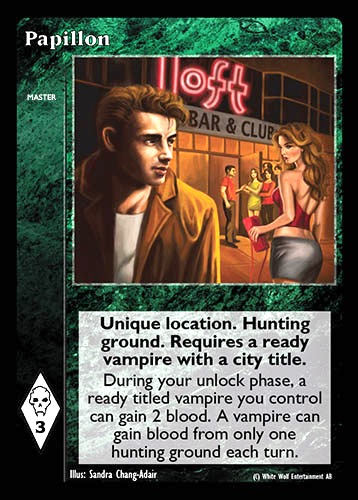 Papillon
MASTER
loft
BAR & CLUB
Unique location. Hunting
ground. Requires a ready
vampire with a city title.
During your unlock phase, a
ready titled vampire you control
can gain 2 blood. A vampire can
gain blood from only one
hunting ground each turn.
3
Illus: Sandra Chang-Adair
(C) White Wolf Entertainment AB